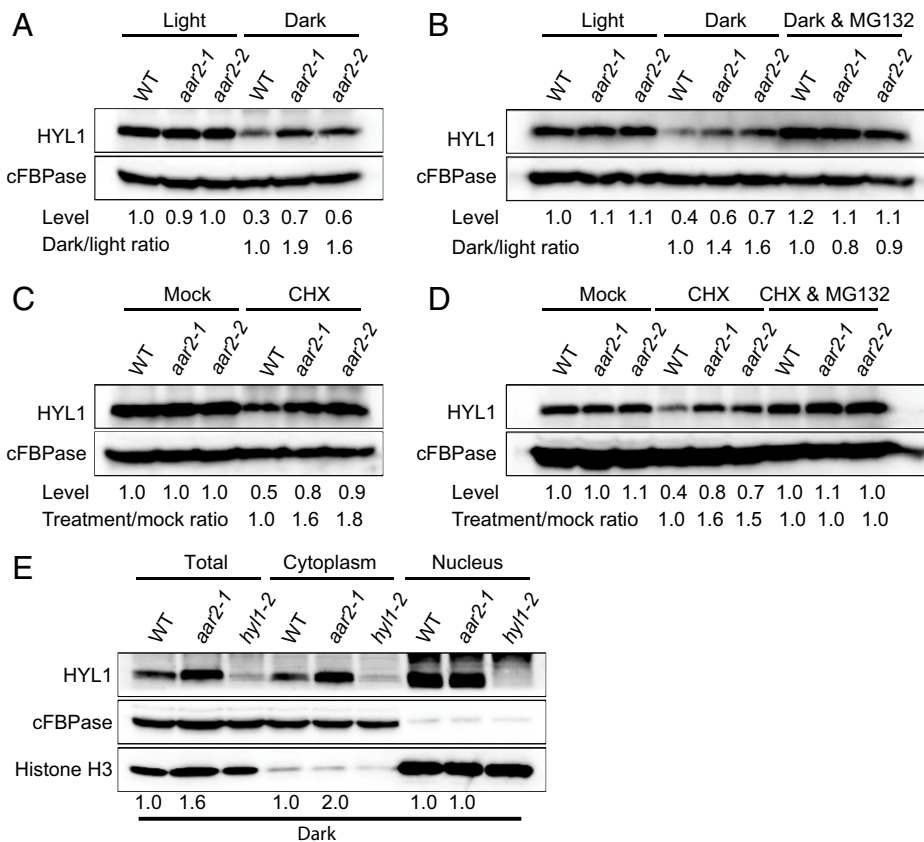 A
Light Dark
WT aar2-1 aar2-2 WT aar2-1 aar2-2
HYL1
cFBPase
Level 1.0 0.9 1.0 0.3 0.7 0.6
Dark/light ratio 1.0 1.9 1.6
B
Light Dark Dark & MG132
WT aar2-1 aar2-2 WT aar2-1 aar2-2 WT aar2-1 aar2-2
HYL1
cFBPase
Level 1.0 1.1 1.1 0.4 0.6 0.7 1.2 1.1 1.1
Dark/light ratio 1.0 1.4 1.6 1.0 0.8 0.9
C
Mock CHX
WT aar2-1 aar2-2 WT aar2-1 aar2-2
HYL1
cFBPase
Level 1.0 1.0 1.0 0.5 0.8 0.9
Treatment/mock ratio 1.0 1.6 1.8
D
Mock CHX CHX & MG132
WT aar2-1 aar2-2 WT aar2-1 aar2-2 WT aar2-1 aar2-2
HYL1
cFBPase
Level 1.0 1.0 1.1 0.4 0.8 0.7 1.0 1.1 1.0
Treatment/mock ratio 1.0 1.6 1.5 1.0 1.0 1.0
E
Total Cytoplasm Nucleus
WT aar2-1 hyl1-2 WT aar2-1 hyl1-2 WT aar2-1 hyl1-2
HYL1
cFBPase
Histone H3
1.0 1.6 1.0 2.0 1.0 1.0
Dark